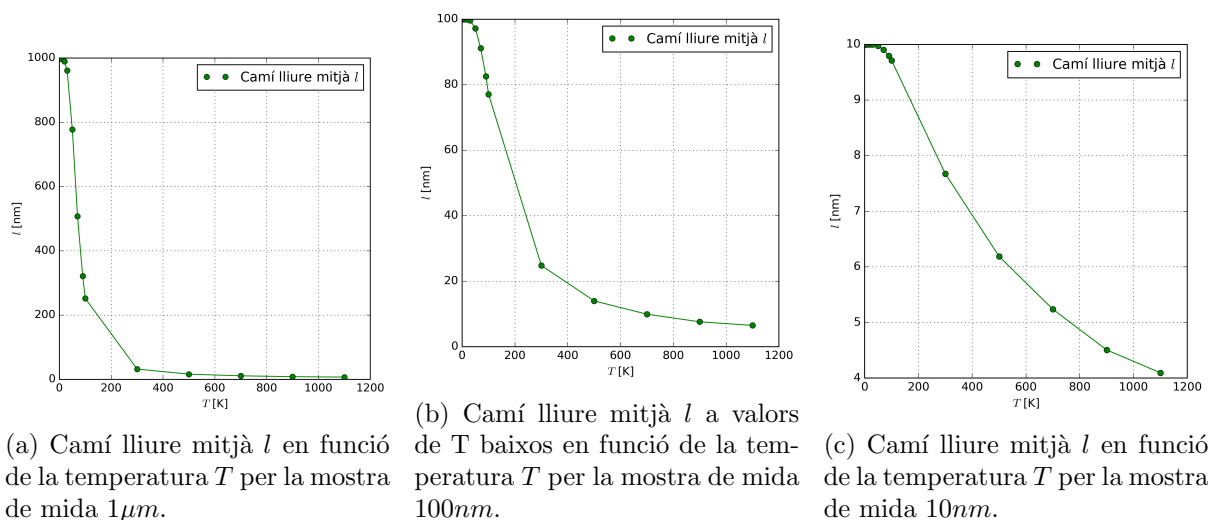 1000
800
600
400
200
0
l [nm]
0 200 400 600 800 1000 1200
T [K]
Camí lliure mitjà l
100
80
60
40
20
0
l [nm]
0 200 400 600 800 1000 1200
T [K]
Camí lliure mitjà l
10
9
8
7
6
5
4
l [nm]
0 200 400 600 800 1000 1200
T [K]
Camí lliure mitjà l
(a) Camí lliure mitjà l en funció
de la temperatura T per la mostra
de mida 1μm.
(b) Camí lliure mitjà l a valors
de T baixos en funció de la tem-
peratura T per la mostra de mida
100nm.
(c) Camí lliure mitjà l en funció
de la temperatura T per la mostra
de mida 10nm.